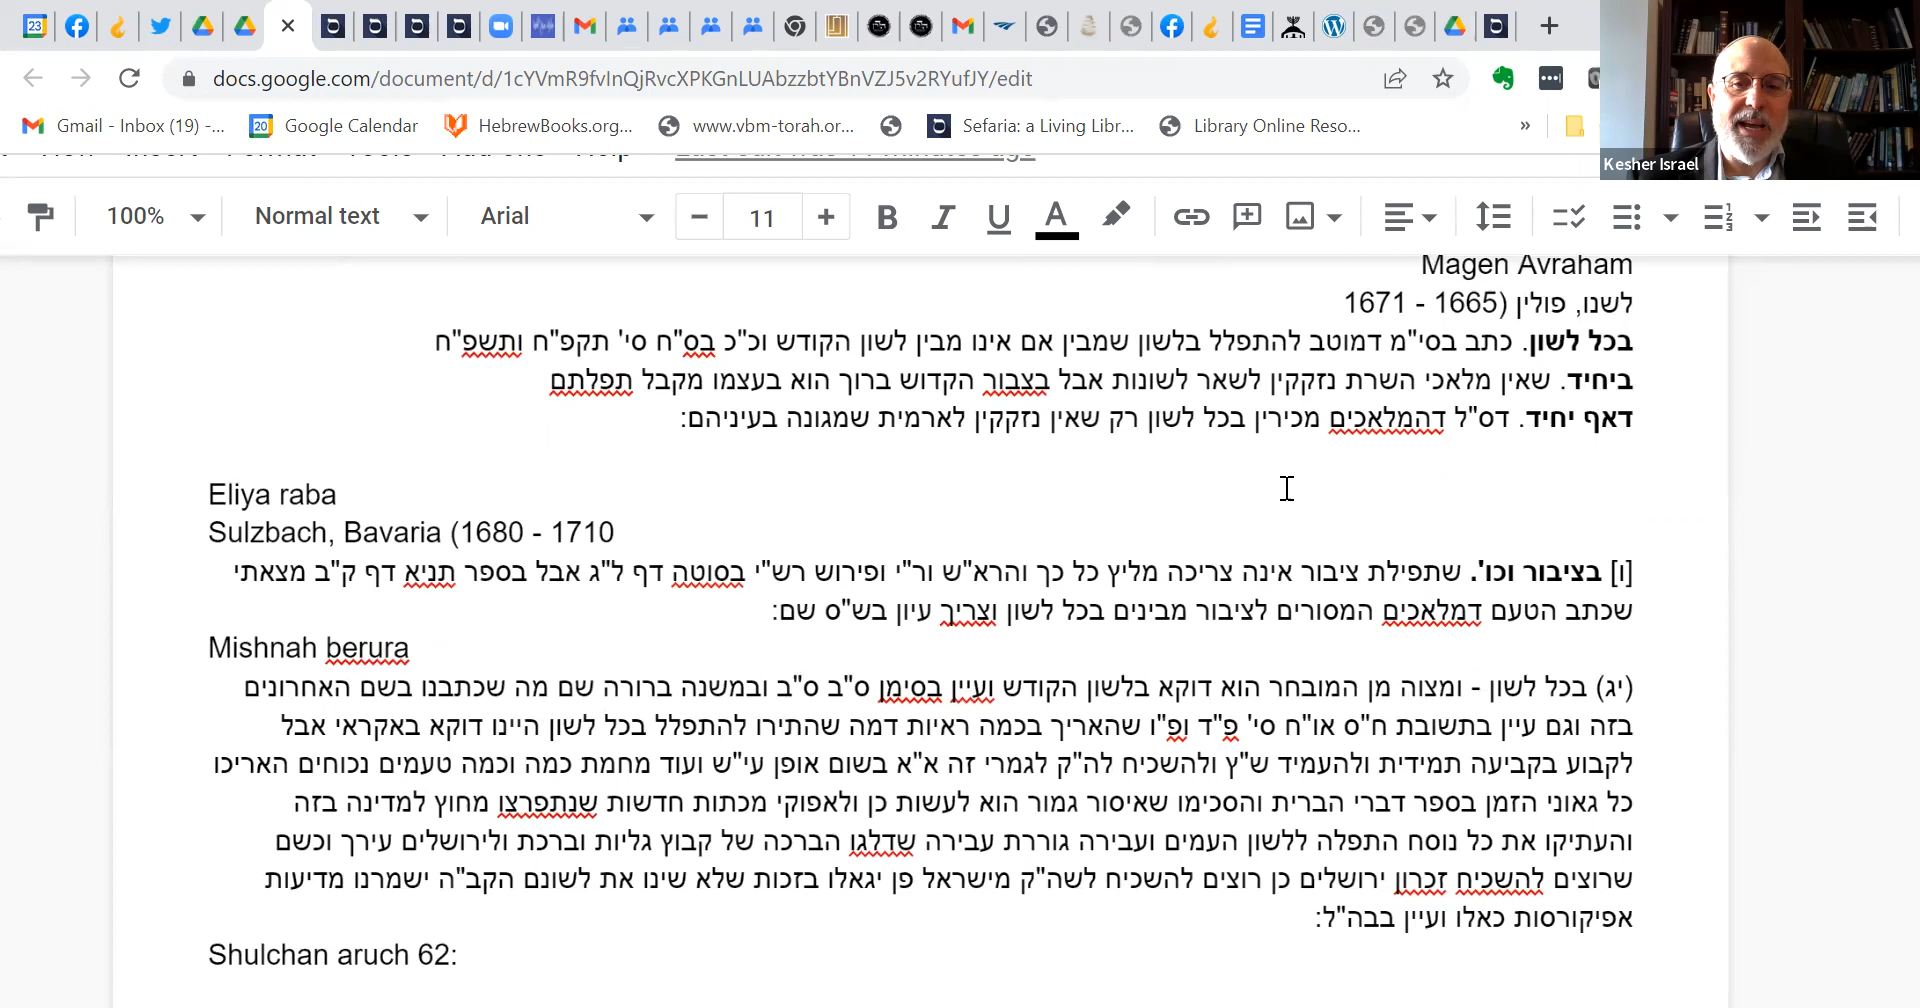 docs.google.com/document/d/1cYVmR9fvInQjRvcXPKGnLUAbzzbtYBnVZJ5v2RYufJY/edit
Gmail - Inbox (19) -... Google Calendar HebrewBooks.org... www.vbm-torah.or... Sefaria: a Living Libr... Library Online Reso... »
Kesher Israel
Last edit was 14 minutes ago
100% Normal text Arial 11
Magen Avraham
לשנו, פולין (1665 - 1671
בכל לשון. כתב בסי"מ דמוטב להתפלל בלשון שמבין אם אינו מבין לשון הקודש וכ"כ בס"ח סי' תקפ"ח ותשפ"ח
ביחיד. שאין מלאכי השרת נזקקין לשאר לשונות אבל בצבור הקדוש ברוך הוא בעצמו מקבל תפלתם
דאף יחיד. דס"ל דהמלאכים מכירין בכל לשון רק שאין נזקקין לארמית שמגונה בעיניהם:
Eliya raba
Sulzbach, Bavaria (1680 - 1710
[ו] בציבור וכו'. שתפילת ציבור אינה צריכה מליץ כל כך והרא"ש ור"י ופירוש רש"י בסוטה דף ל"ג אבל בספר תניא דף ק"ב מצאתי
שכתב הטעם דמלאכים המסורים לציבור מבינים בכל לשון וצריך עיון בש"ס שם:
Mishnah berura
(יג) בכל לשון - ומצוה מן המובחר הוא דוקא בלשון הקודש ועיין בסימן ס"ב ס"ב ובמשנה ברורה שם מה שכתבנו בשם האחרונים
בזה וגם עיין בתשובת ח"ס או"ח סי' פ"ד ופ"ו שהאריך בכמה ראיות דמה שהתירו להתפלל בכל לשון היינו דוקא באקראי אבל
לקבוע בקביעה תמידית ולהעמיד ש"ץ ולהשכיח לה"ק לגמרי זה א"א בשום אופן עי"ש ועוד מחמת כמה וכמה טעמים נכוחים האריכו
כל גאוני הזמן בספר דברי הברית והסכימו שאיסור גמור הוא לעשות כן ולאפוקי מכתות חדשות שנתפרצו מחוץ למדינה בזה
והעתיקו את כל נוסח התפלה ללשון העמים ועבירה גוררת עבירה שדלגו הברכה של קבוץ גליות וברכת ולירושלים עירך וכשם
שרוצים להשכיח זכרון ירושלים כן רוצים להשכיח לשה"ק מישראל פן יגאלו בזכות שלא שינו את לשונם הקב"ה ישמרנו מדיעות
אפיקורסות כאלו ועיין בבה"ל:
Shulchan aruch 62: